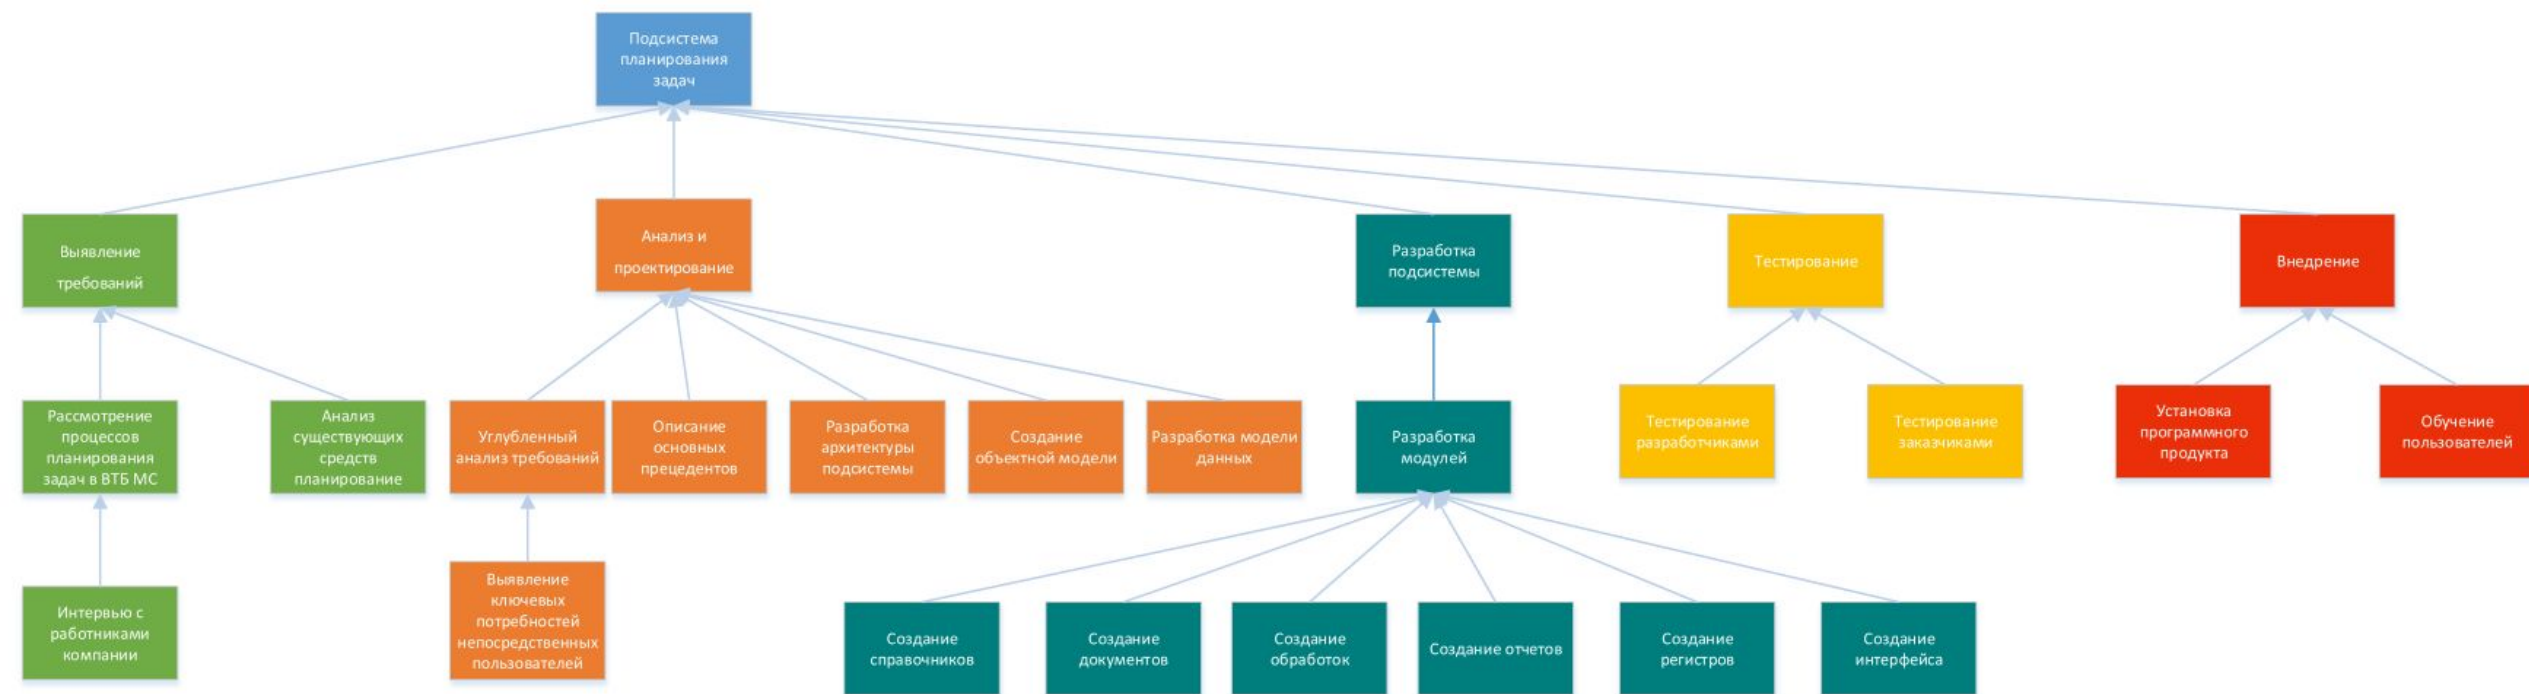 Подсистема
планирования
задач
Выявление
требований
Анализ и
проектирование
Разработка
подсистемы
Тестирование
Внедрение
Рассмотрение
процессов
планирования
задач в ВТБ МС
Анализ
существующих
средств
планирование
Углубленный
анализ требований
Описание
основных
прецедентов
Разработка
архитектуры
подсистемы
Создание
объектной модели
Разработка модели
данных
Разработка
модулей
Тестирование
разработчиками
Тестирование
заказчиками
Установка
программного
продукта
Обучение
пользователей
Интервью с
работниками
компании
Выявление
ключевых
потребностей
непосредственных
пользователей
Создание
справочников
Создание
документов
Создание
обработок
Создание отчетов
Создание
регистров
Создание
интерфейса